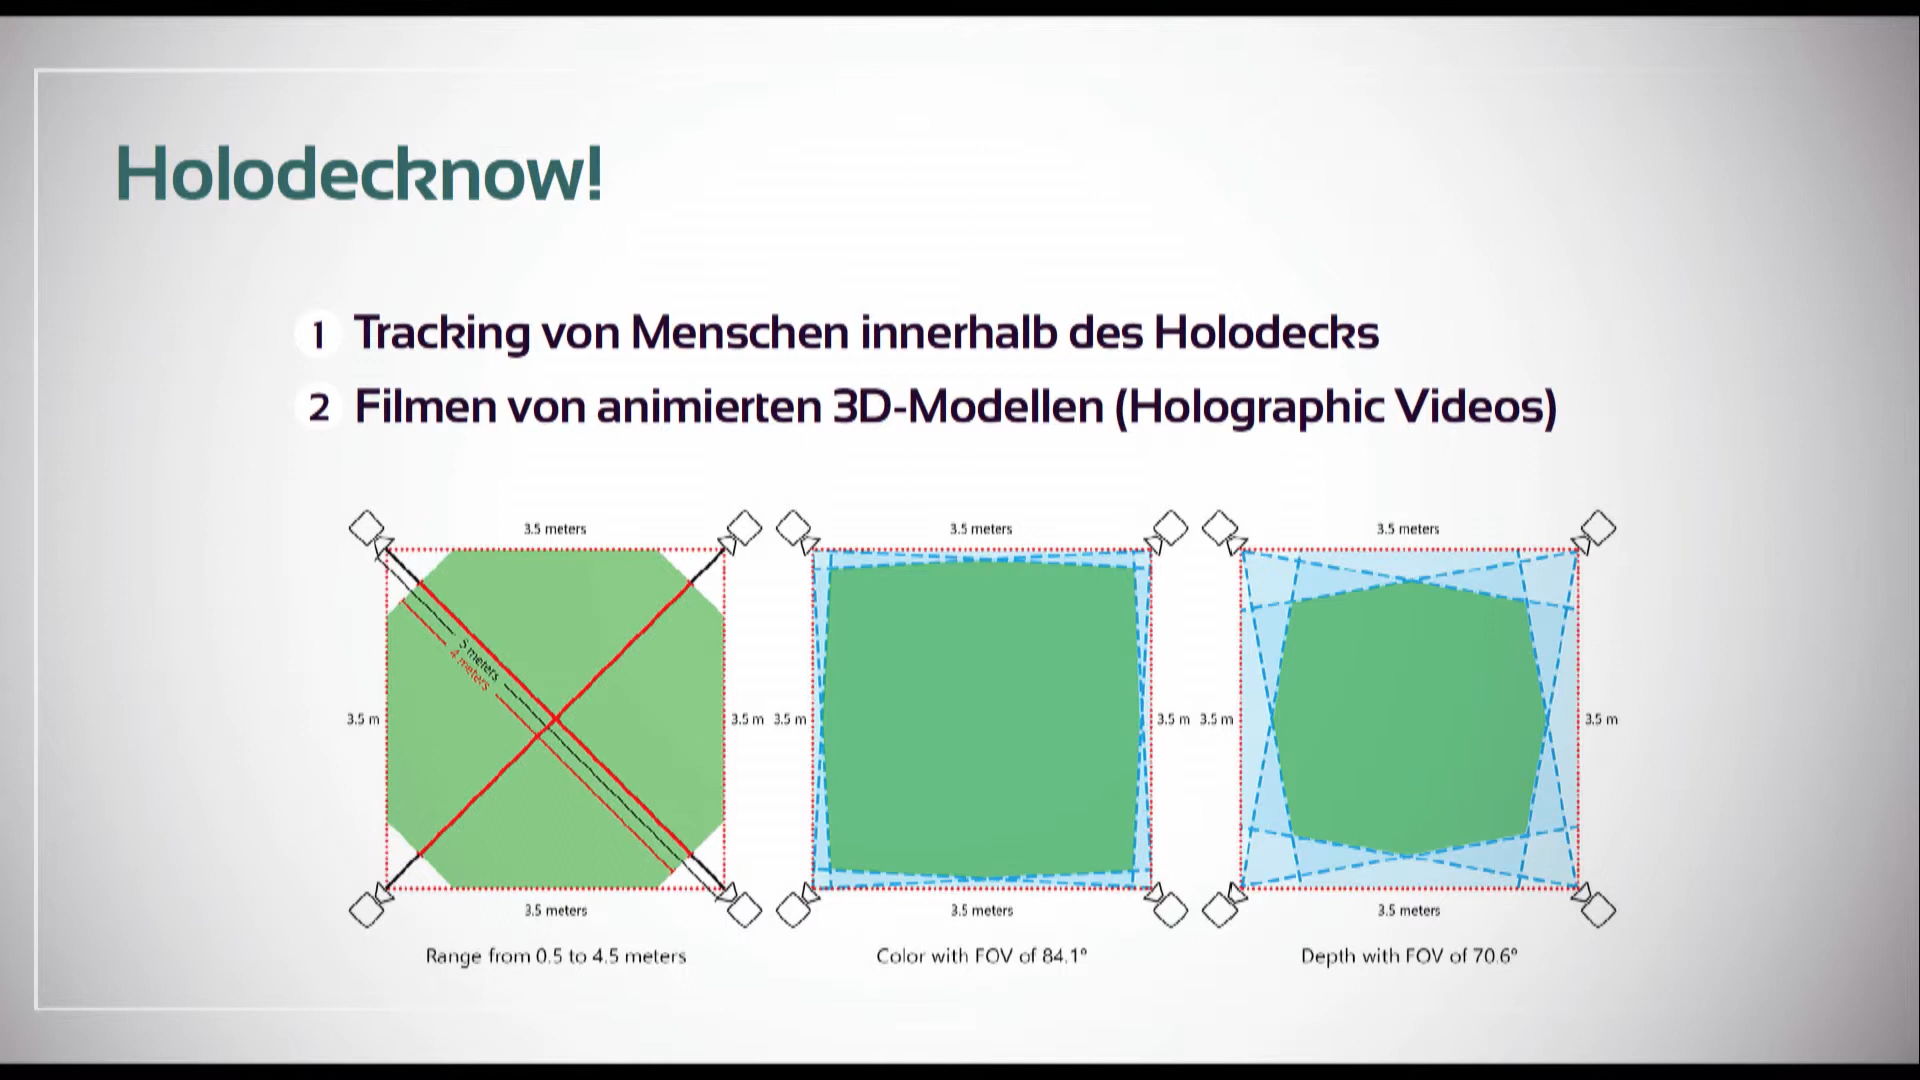 Holodecknow!
1 Tracking von Menschen innerhalb des Holodecks
2 Filmen von animierten 3D-Modellen (Holographic Videos)
3.5 meters
3.5 meters
3.5 meters
5 meters
4 meters
3.5 m
3.5 m
3.5 m
3.5 m
3.5 m
3.5 m
3.5 meters
3.5 meters
3.5 meters
Range from 0.5 to 4.5 meters
Color with FOV of 84.1°
Depth with FOV of 70.6°